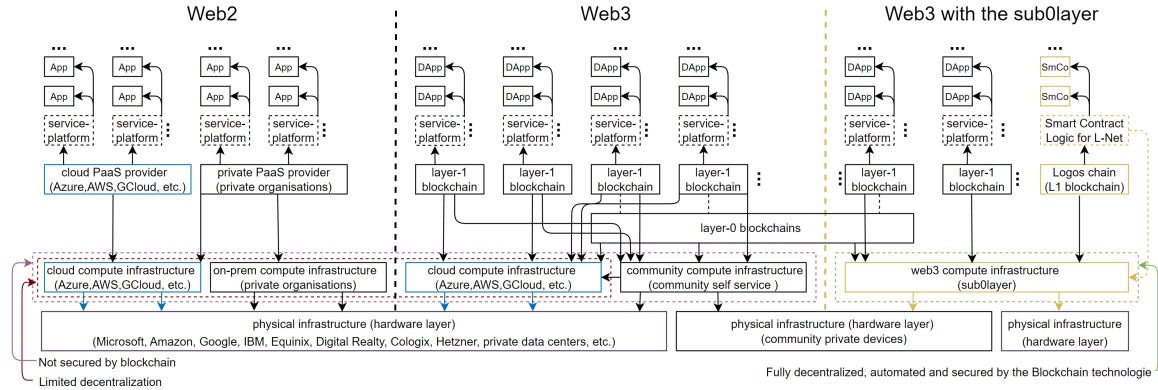 Web2
Web3
Web3 with the sub0layer
... ... ... ... ... ... ... ... ... ... ...
App App App App DApp DApp DApp DApp DApp DApp SmCo
App App App App DApp DApp DApp DApp DApp DApp SmCo
service-
platform
service-
platform
service-
platform
service-
platform
service-
platform
service-
platform
service-
platform
service-
platform
service-
platform
service-
platform
Smart Contract
Logic for L-Net
cloud PaaS provider
(Azure,AWS,GCloud, etc.)
private PaaS provider
(private organisations)
layer-1
blockchain
layer-1
blockchain
layer-1
blockchain
layer-1
blockchain
layer-1
blockchain
layer-1
blockchain
Logos chain
(L1 blockchain)
layer-0 blockchains
cloud compute infrastructure
(Azure,AWS,GCloud, etc.)
on-prem compute infrastructure
(private organisations)
cloud compute infrastructure
(Azure,AWS,GCloud, etc.)
community compute infrastructure
(community self service )
web3 compute infrastructure
(sub0layer)
physical infrastructure (hardware layer)
(Microsoft, Amazon, Google, IBM, Equinix, Digital Realty, Cologix, Hetzner, private data centers, etc.)
physical infrastructure (hardware layer)
(community private devices)
physical infrastructure
(hardware layer)
Not secured by blockchain
Limited decentralization
Fully decentralized, automated and secured by the Blockchain technologie